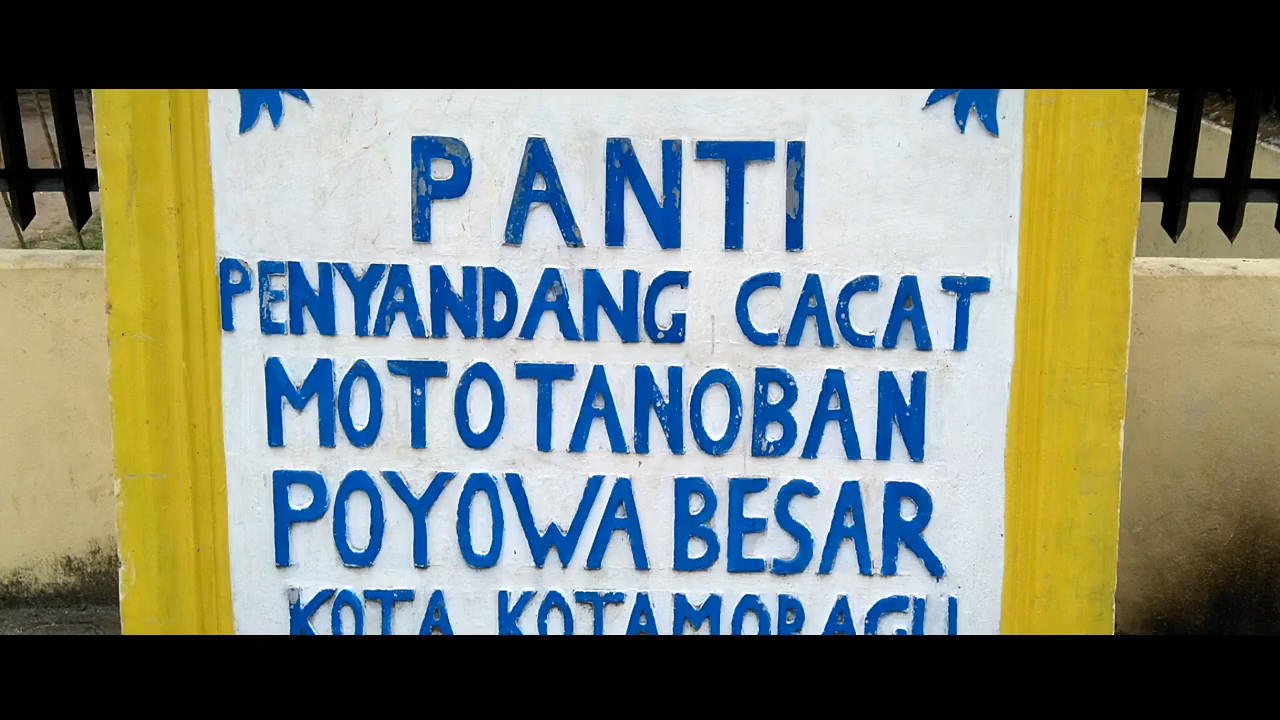 PANTI
PENYANDANG CACAT
MOTOTANOBAN
POYOWA BESAR
KOTA KOTAMOBAGU